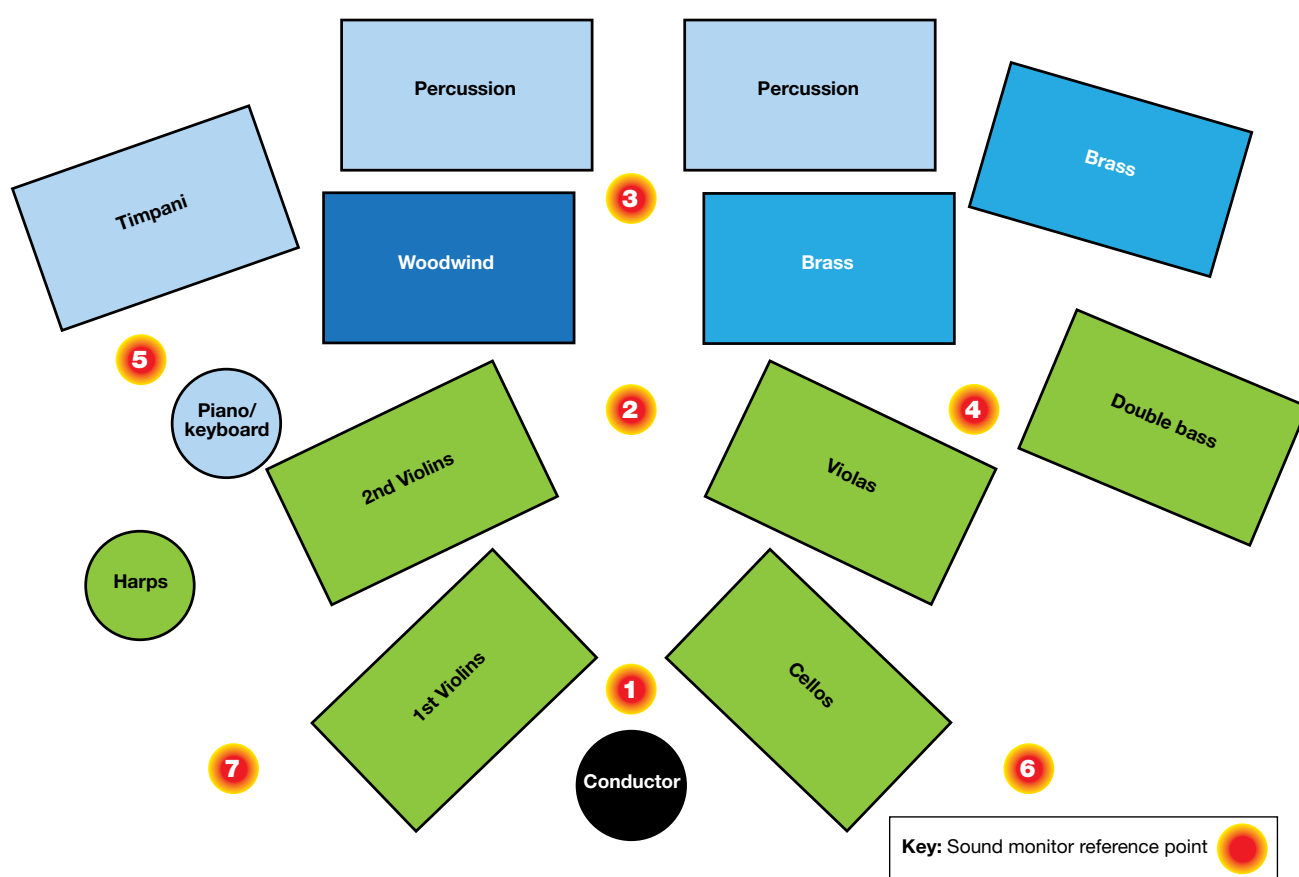 Percussion
Percussion
Brass
Timpani
3
Woodwind
Brass
5
2
4
Piano/
keyboard
Double bass
2nd Violins
Violas
Harps
1st Violins
1
Cellos
7
Conductor
6
Key: Sound monitor reference point